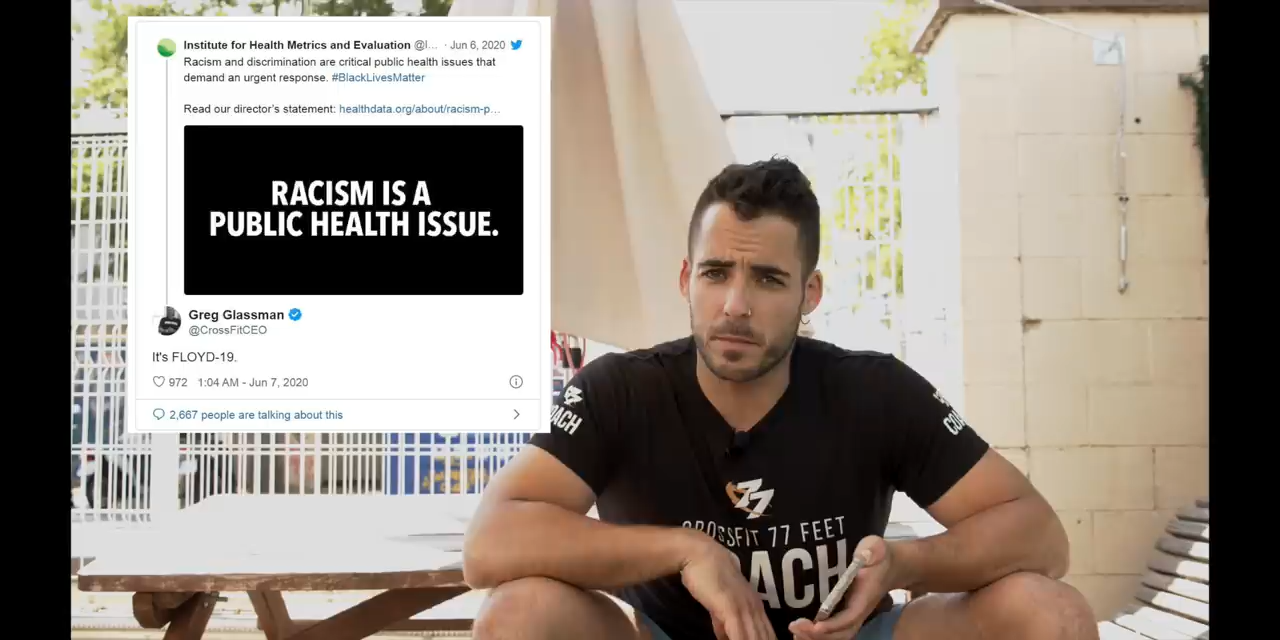 Institute for Health Metrics and Evaluation @I... · Jun 6, 2020
Racism and discrimination are critical public health issues that
demand an urgent response. #BlackLivesMatter
Read our director's statement: healthdata.org/about/racism-p...
RACISM IS A
PUBLIC HEALTH ISSUE.
Greg Glassman
@CrossFitCEO
It's FLOYD-19.
972 1:04 AM - Jun 7, 2020
2,667 people are talking about this
77
CROSSFIT 77 FEET